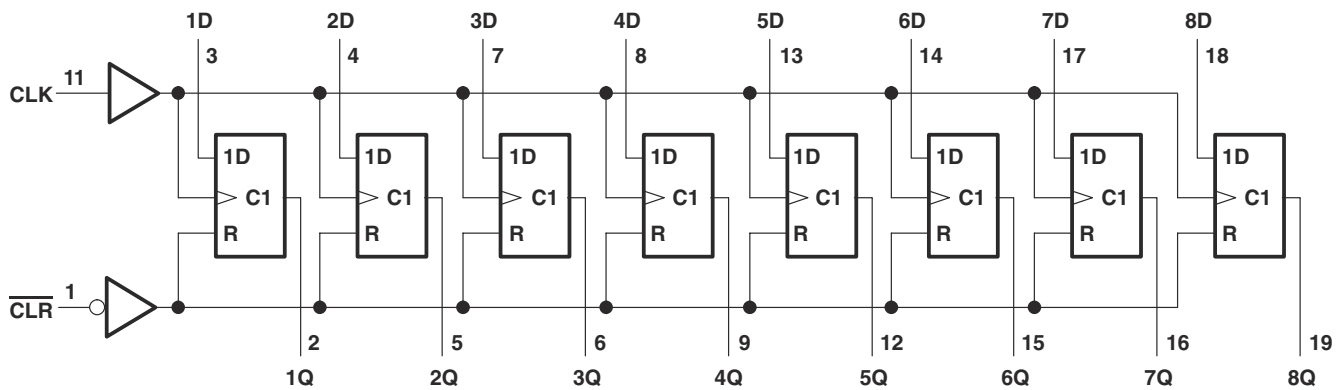 1D 2D 3D 4D 5D 6D 7D 8D
3 4 7 8 13 14 17 18
CLK 11
1D 1D 1D 1D 1D 1D 1D 1D
C1 C1 C1 C1 C1 C1 C1 C1
R R R R R R R R
CLR 1
2 5 6 9 12 15 16 19
1Q 2Q 3Q 4Q 5Q 6Q 7Q 8Q